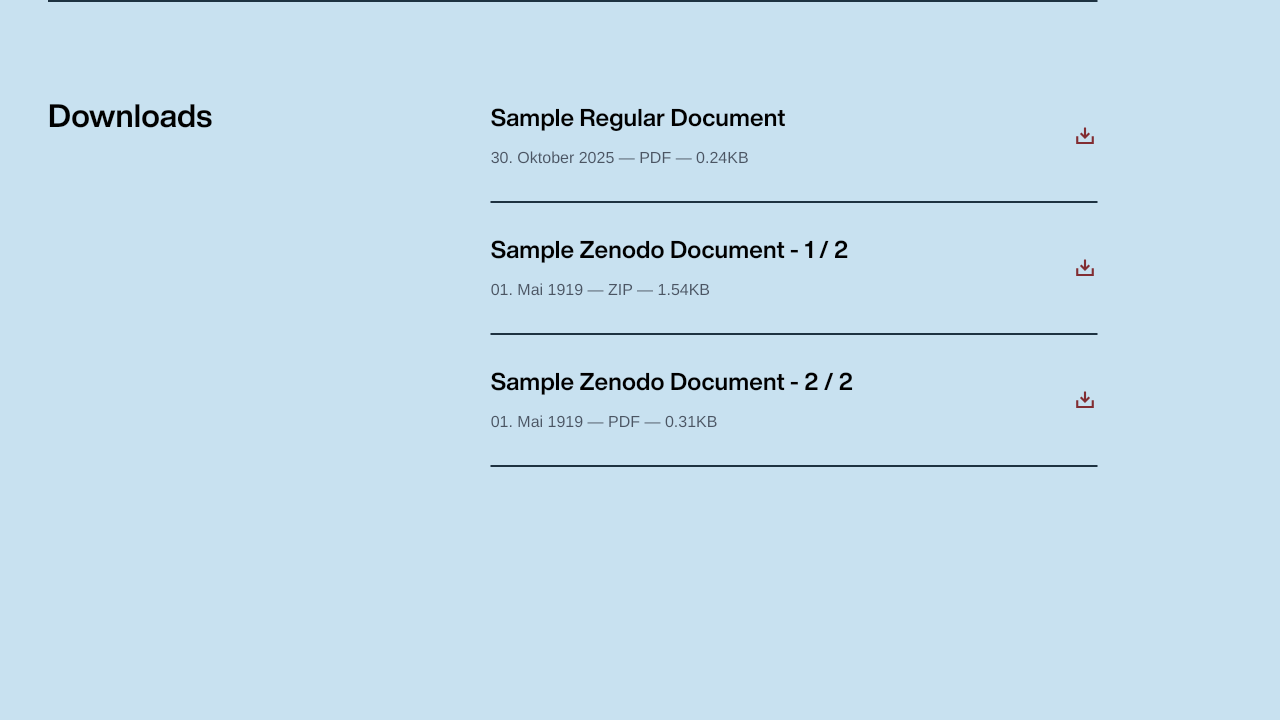 Downloads
Sample Regular Document
30. Oktober 2025 — PDF — 0.24KB
Sample Zenodo Document - 1 / 2
01. Mai 1919 — ZIP — 1.54KB
Sample Zenodo Document - 2 / 2
01. Mai 1919 — PDF — 0.31KB